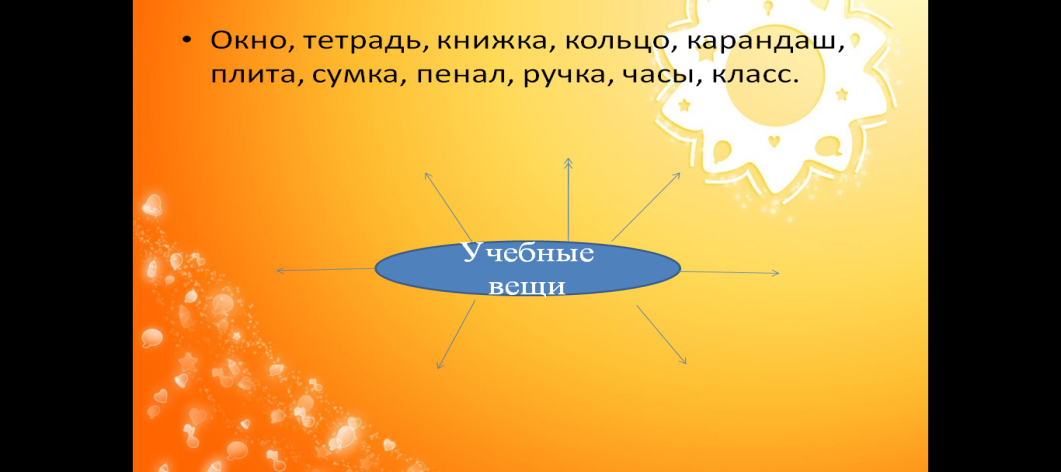 • Окно, тетрадь, книжка, кольцо, карандаш,
плита, сумка, пенал, ручка, часы, класс.
Учебные
вещи